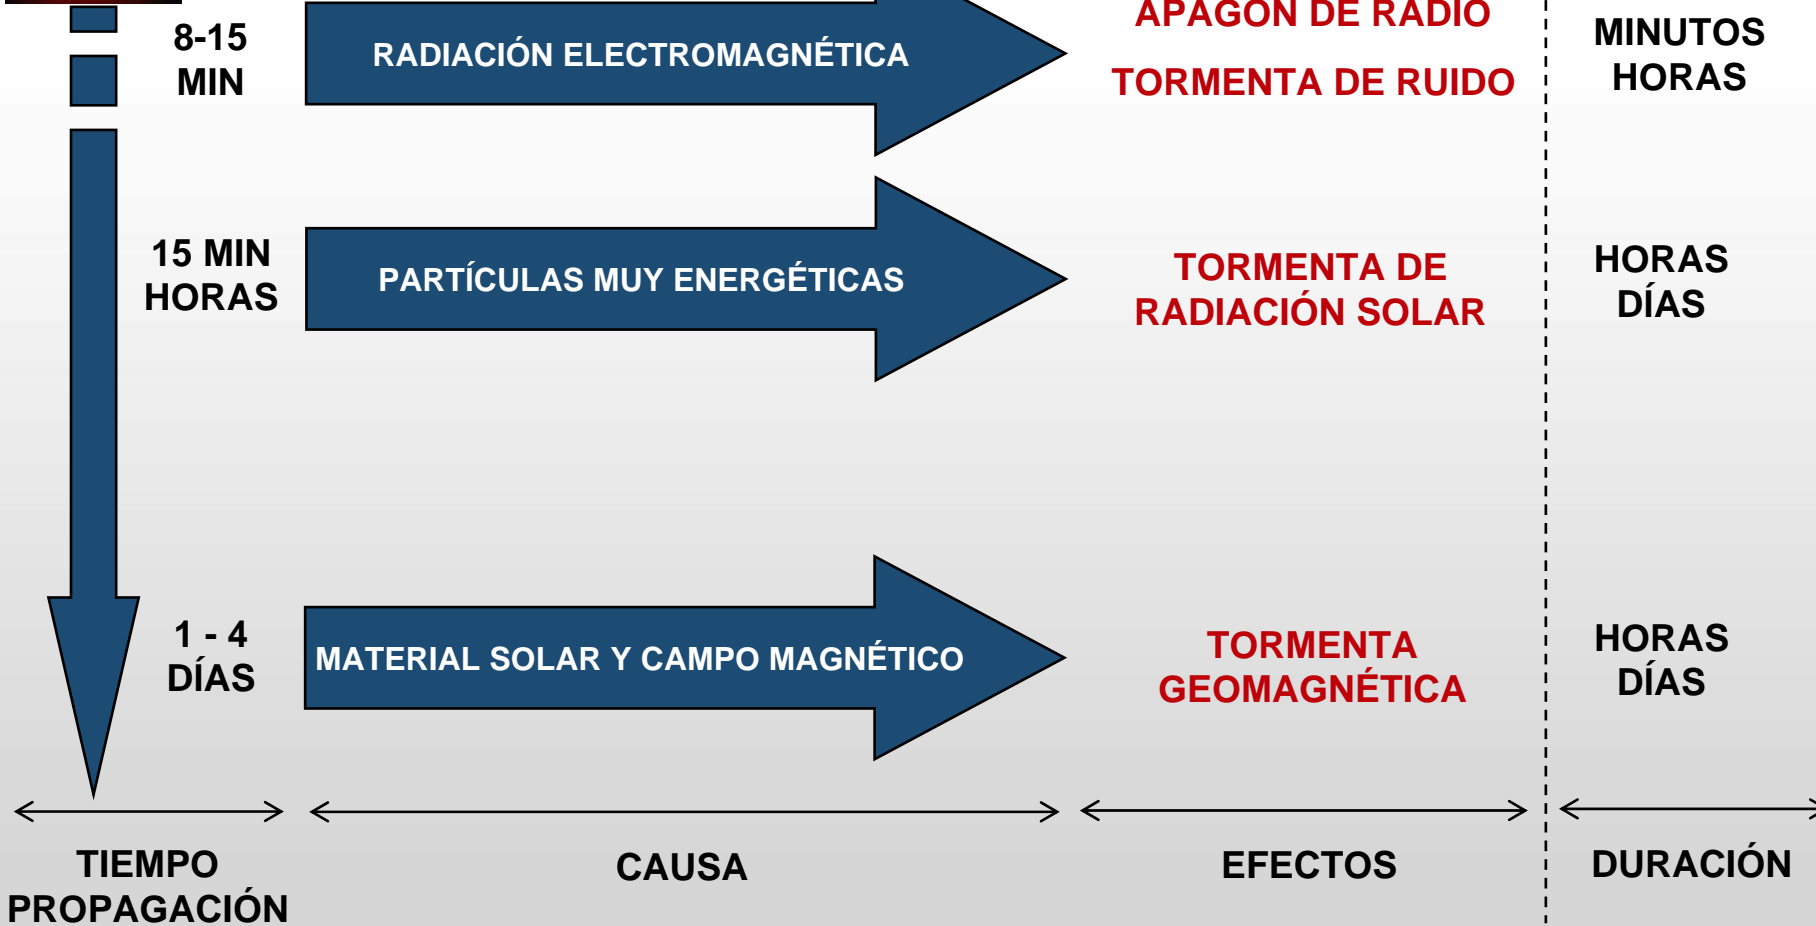 8-15
MIN
RADIACIÓN ELECTROMAGNÉTICA
APAGÓN DE RADIO
TORMENTA DE RUIDO
MINUTOS
HORAS
15 MIN
HORAS
PARTÍCULAS MUY ENERGÉTICAS
TORMENTA DE
RADIACIÓN SOLAR
HORAS
DÍAS
1 - 4
DÍAS
MATERIAL SOLAR Y CAMPO MAGNÉTICO
TORMENTA
GEOMAGNÉTICA
HORAS
DÍAS
TIEMPO
PROPAGACIÓN
CAUSA
EFECTOS
DURACIÓN